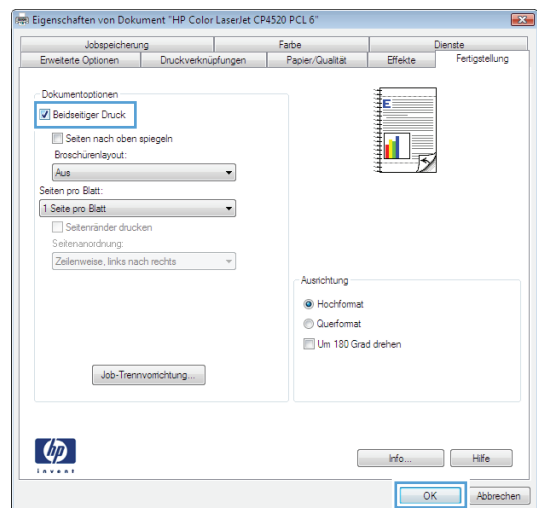 Eigenschaften von Dokument "HP Color LaserJet CP4520 PCL 6"
Jobspeicherung Farbe Dienste
Erweiterte Optionen Druckverknüpfungen Papier/Qualität Effekte Fertigstellung
Dokumentoptionen
Beidseitiger Druck
Seiten nach oben spiegeln
Broschürenlayout:
Aus
Seiten pro Blatt:
1 Seite pro Blatt
Seitenränder drucken
Seitenanordnung:
Zeilenweise, links nach rechts
Job-Trennvorrichtung...
E
Ausrichtung
Hochformat
Querformat
Um 180 Grad drehen
hp
invent
Info... Hilfe
OK Abbrechen